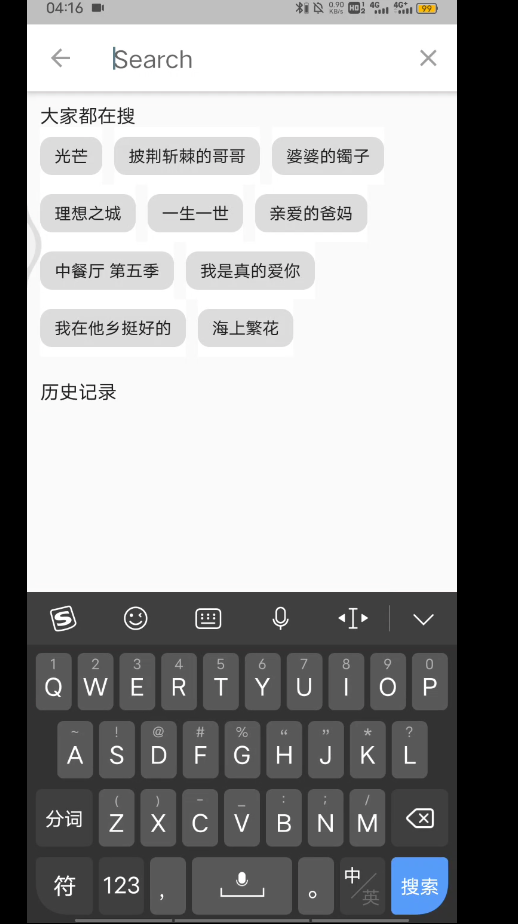 04:16 0.90 KB/s HD 1 2 4G 4G+ 99
Search
大家都在搜
光芒 披荆斩棘的哥哥 婆婆的镯子
理想之城 一生一世 亲爱的爸妈
中餐厅 第五季 我是真的爱你
我在他乡挺好的 海上繁花
历史记录
1 2 3 4 5 6 7 8 9 0
Q W E R T Y U I O P
~ ! @ # % “ ” * ?
A S D F G H J K L
( ) - _ : ; /
分词 Z X C V B N M
符 123 , 。 中/英 搜索